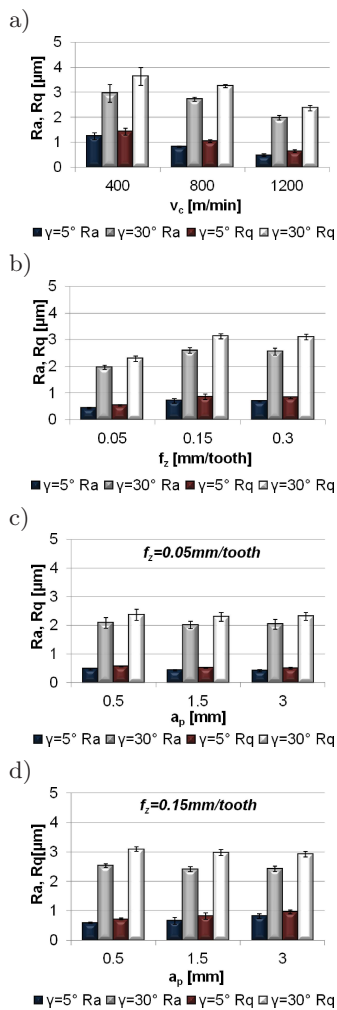 a)
Ra, Rq [µm]
5
4
3
2
1
0
400 800 1200
vc [m/min]
γ=5° Ra γ=30° Ra γ=5° Rq γ=30° Rq
b)
Ra, Rq [µm]
5
4
3
2
1
0
0.05 0.15 0.3
fz [mm/tooth]
γ=5° Ra γ=30° Ra γ=5° Rq γ=30° Rq
c)
Ra, Rq [µm]
fz=0.05mm/tooth
5
4
3
2
1
0
0.5 1.5 3
ap [mm]
γ=5° Ra γ=30° Ra γ=5° Rq γ=30° Rq
d)
Ra, Rq[µm]
fz=0.15mm/tooth
5
4
3
2
1
0
0.5 1.5 3
ap [mm]
γ=5° Ra γ=30° Ra γ=5° Rq γ=30° Rq